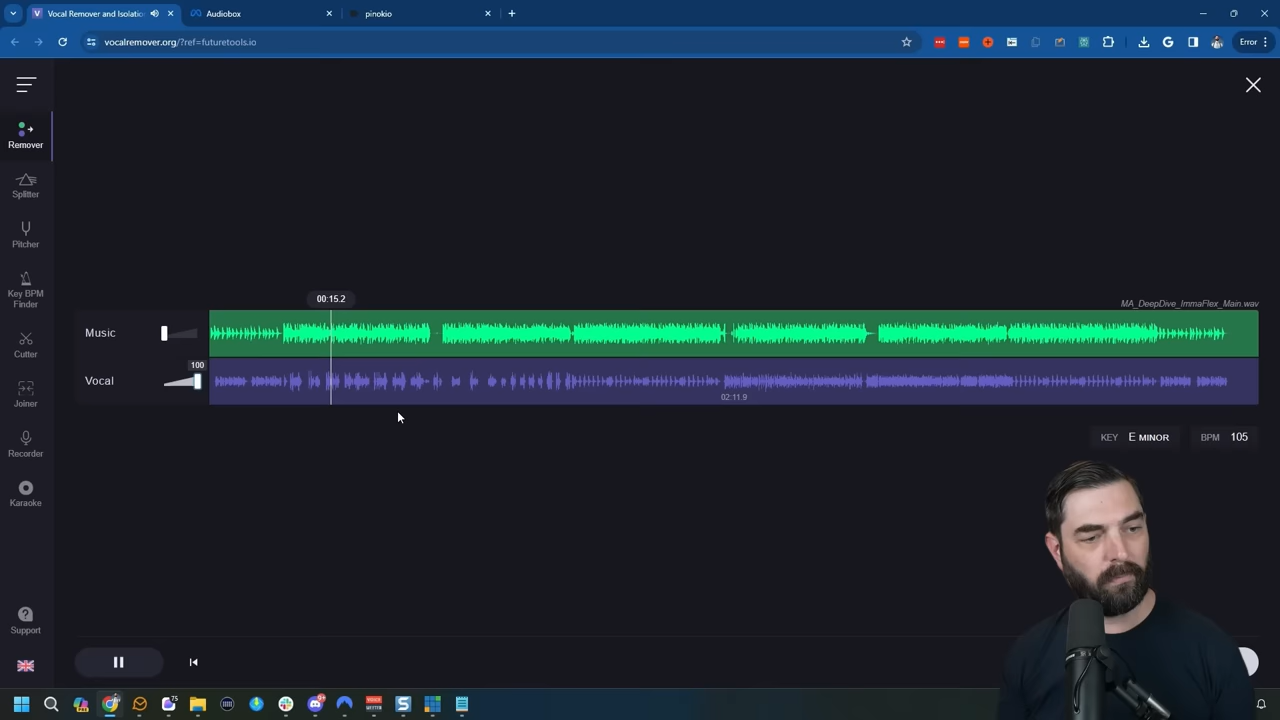 Vocal Remover and Isolatio
Audiobox
pinokio
vocalremover.org/?ref=futuretools.io
Error
Remover
Splitter
Pitcher
Key BPM
Finder
Cutter
Joiner
Recorder
Karaoke
Support
00:15.2
MA_DeepDive_ImmaFlex_Main.wav
Music
100
Vocal
02:11.9
KEY E MINOR BPM 105
75